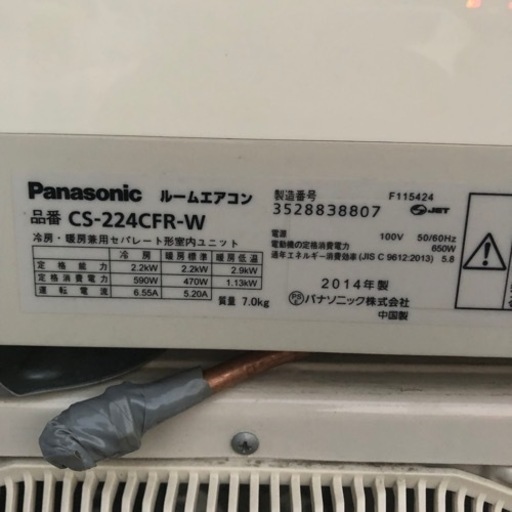 Panasonic ルームエアコン
品番 CS-224CFR-W
冷房・暖房兼用セパレート形室内ユニット
冷房 暖房標準 暖房低温
定格能力 2.2kW 2.2kW 2.9kW
定格消費電力 590W 470W 1.13kW
運転電流 6.55A 5.20A
質量 7.0kg
製造番号 F115424
3528838807 JET
電源 100V 50/60Hz
電動機の定格消費電力 650W
通年エネルギー消費効率(JIS C 9612:2013) 5.8
2014年製
PS パナソニック株式会社
中国製